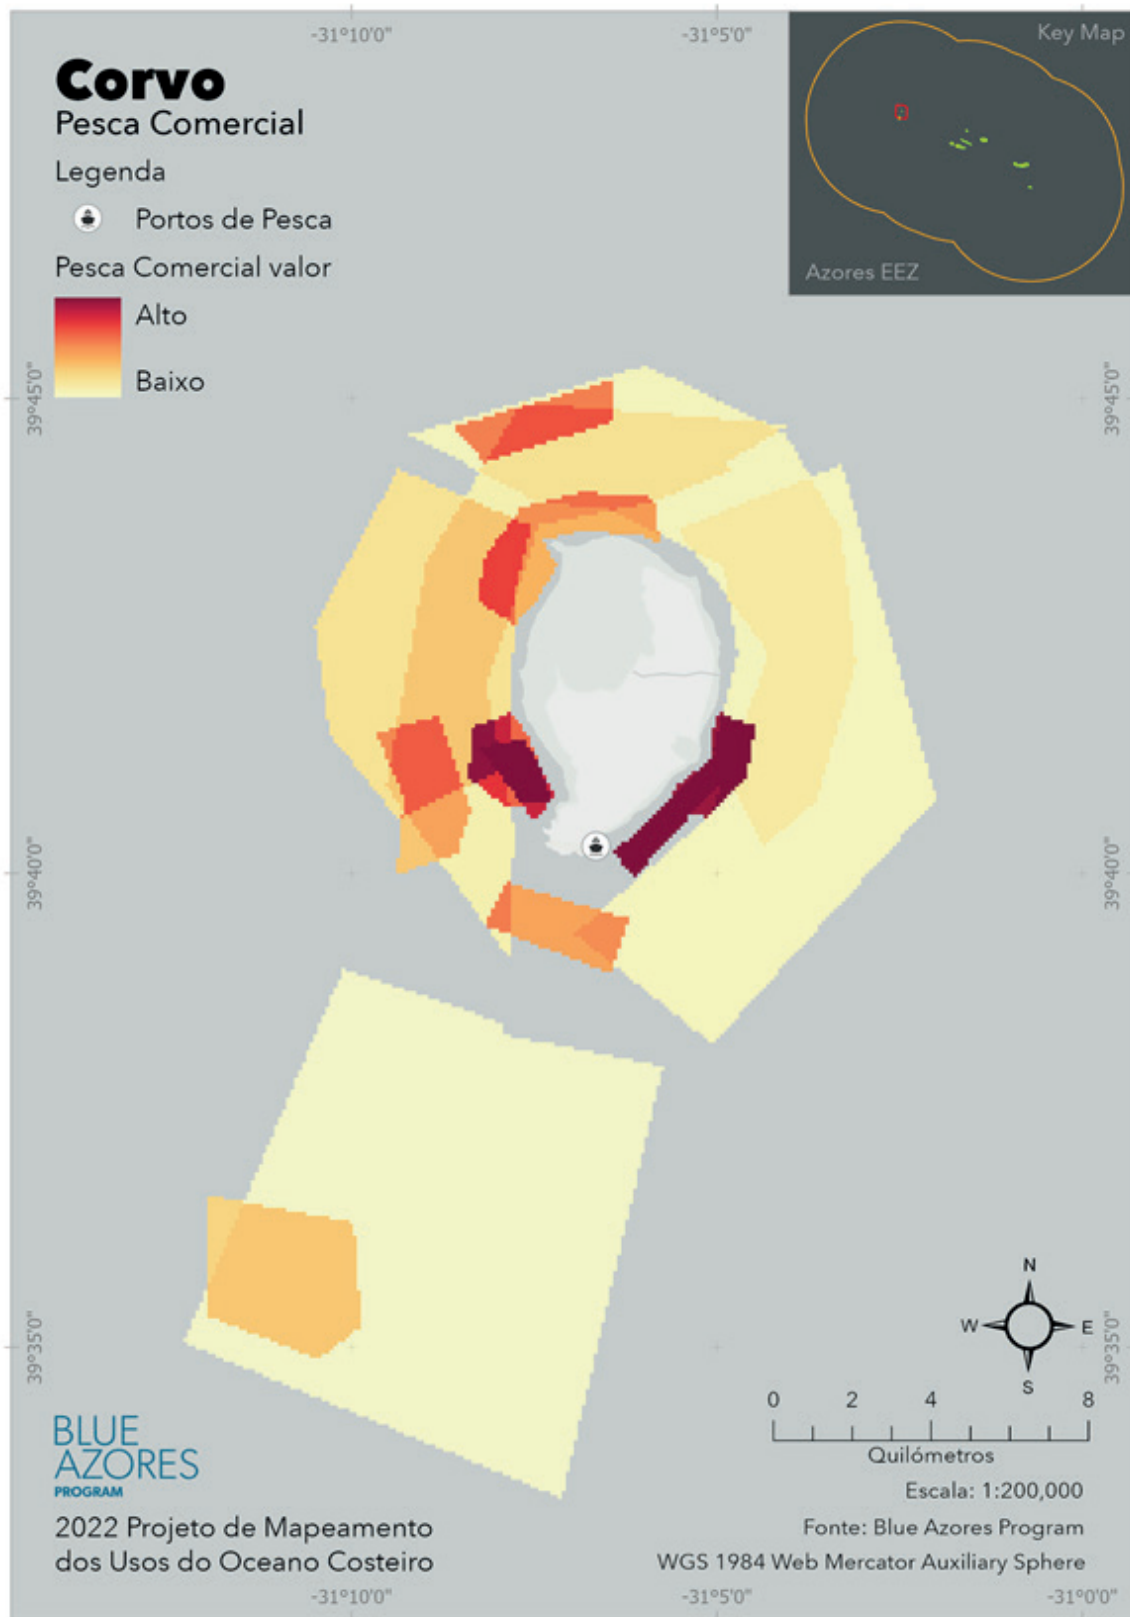 -31°10'0"
-31°5'0"
Key Map
Corvo
Pesca Comercial
Legenda
Portos de Pesca
Pesca Comercial valor
Alto
Baixo
Azores EEZ
39°45'0"
39°45'0"
39°40'0"
39°40'0"
39°35'0"
39°35'0"
N
W
E
S
0 2 4 8
Quilómetros
Escala: 1:200,000
Fonte: Blue Azores Program
WGS 1984 Web Mercator Auxiliary Sphere
BLUE
AZORES
PROGRAM
2022 Projeto de Mapeamento
dos Usos do Oceano Costeiro
-31°10'0"
-31°5'0"
-31°0'0"